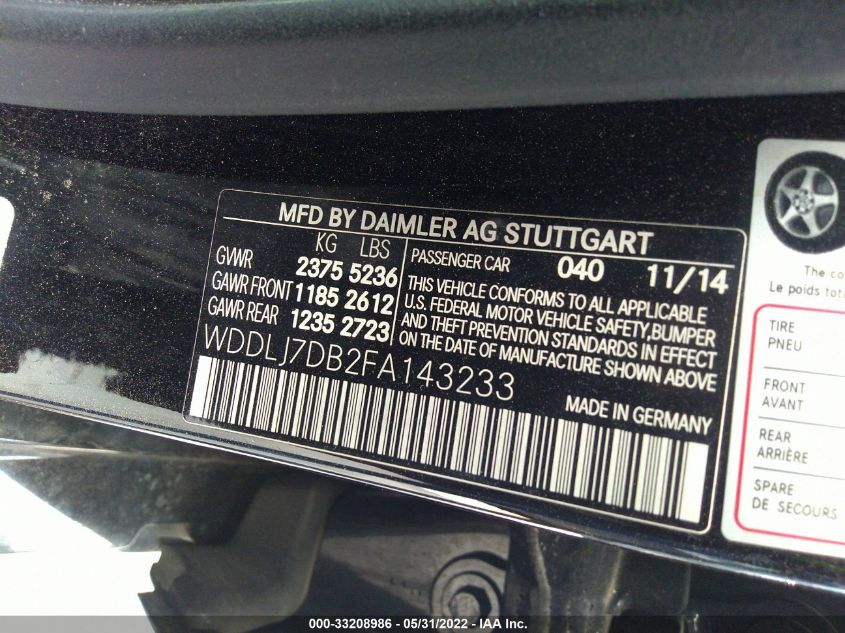 MFD BY DAIMLER AG STUTTGART
KG LBS
GVWR 2375 5236
GAWR FRONT 1185 2612
GAWR REAR 1235 2723
PASSENGER CAR 040 11/14
THIS VEHICLE CONFORMS TO ALL APPLICABLE
U.S. FEDERAL MOTOR VEHICLE SAFETY, BUMPER
AND THEFT PREVENTION STANDARDS IN EFFECT
ON THE DATE OF MANUFACTURE SHOWN ABOVE
WDDLJ7DB2FA143233
MADE IN GERMANY
The co
Le poids tot
TIRE
PNEU
FRONT
AVANT
REAR
ARRIÈRE
SPARE
DE SECOURS
000-33208986 - 05/31/2022 - IAA Inc.